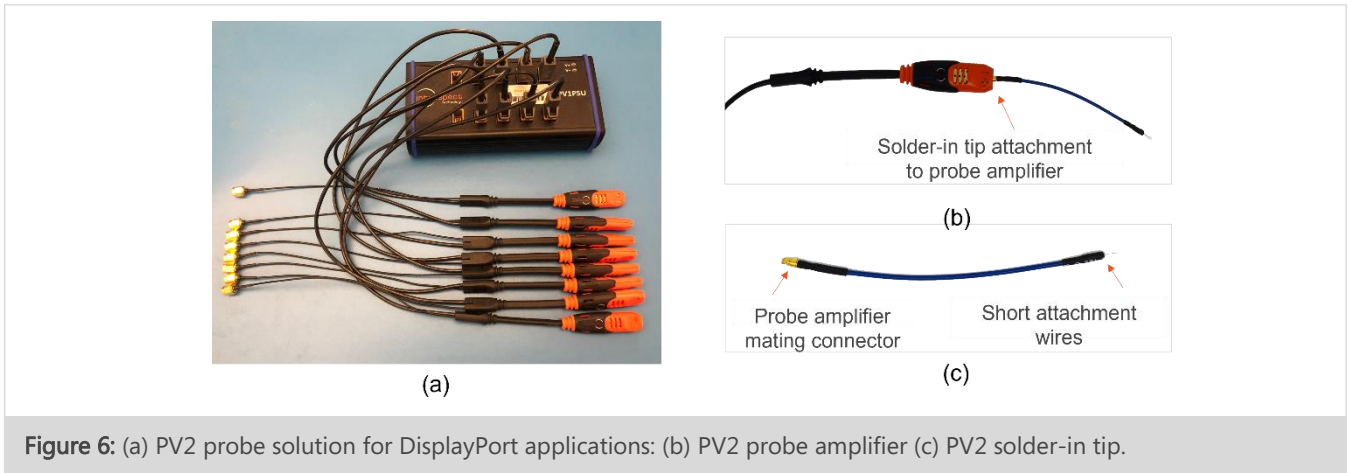 PV1PSU
Solder-in tip attachment
to probe amplifier
(b)
Probe amplifier
mating connector
Short attachment
wires
(a)
(c)
Figure 6: (a) PV2 probe solution for DisplayPort applications: (b) PV2 probe amplifier (c) PV2 solder-in tip.